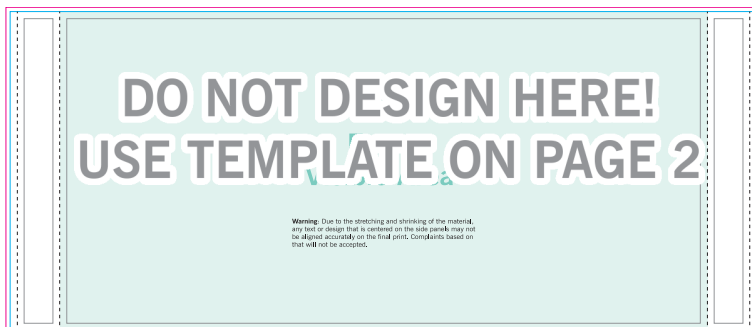 DO NOT DESIGN HERE!
USE TEMPLATE ON PAGE 2
Warning: Due to the stretching and shrinking of the material,
any text or design that is centered on the side panels may not
be aligned accurately on the final print. Complaints based on
that will not be accepted.